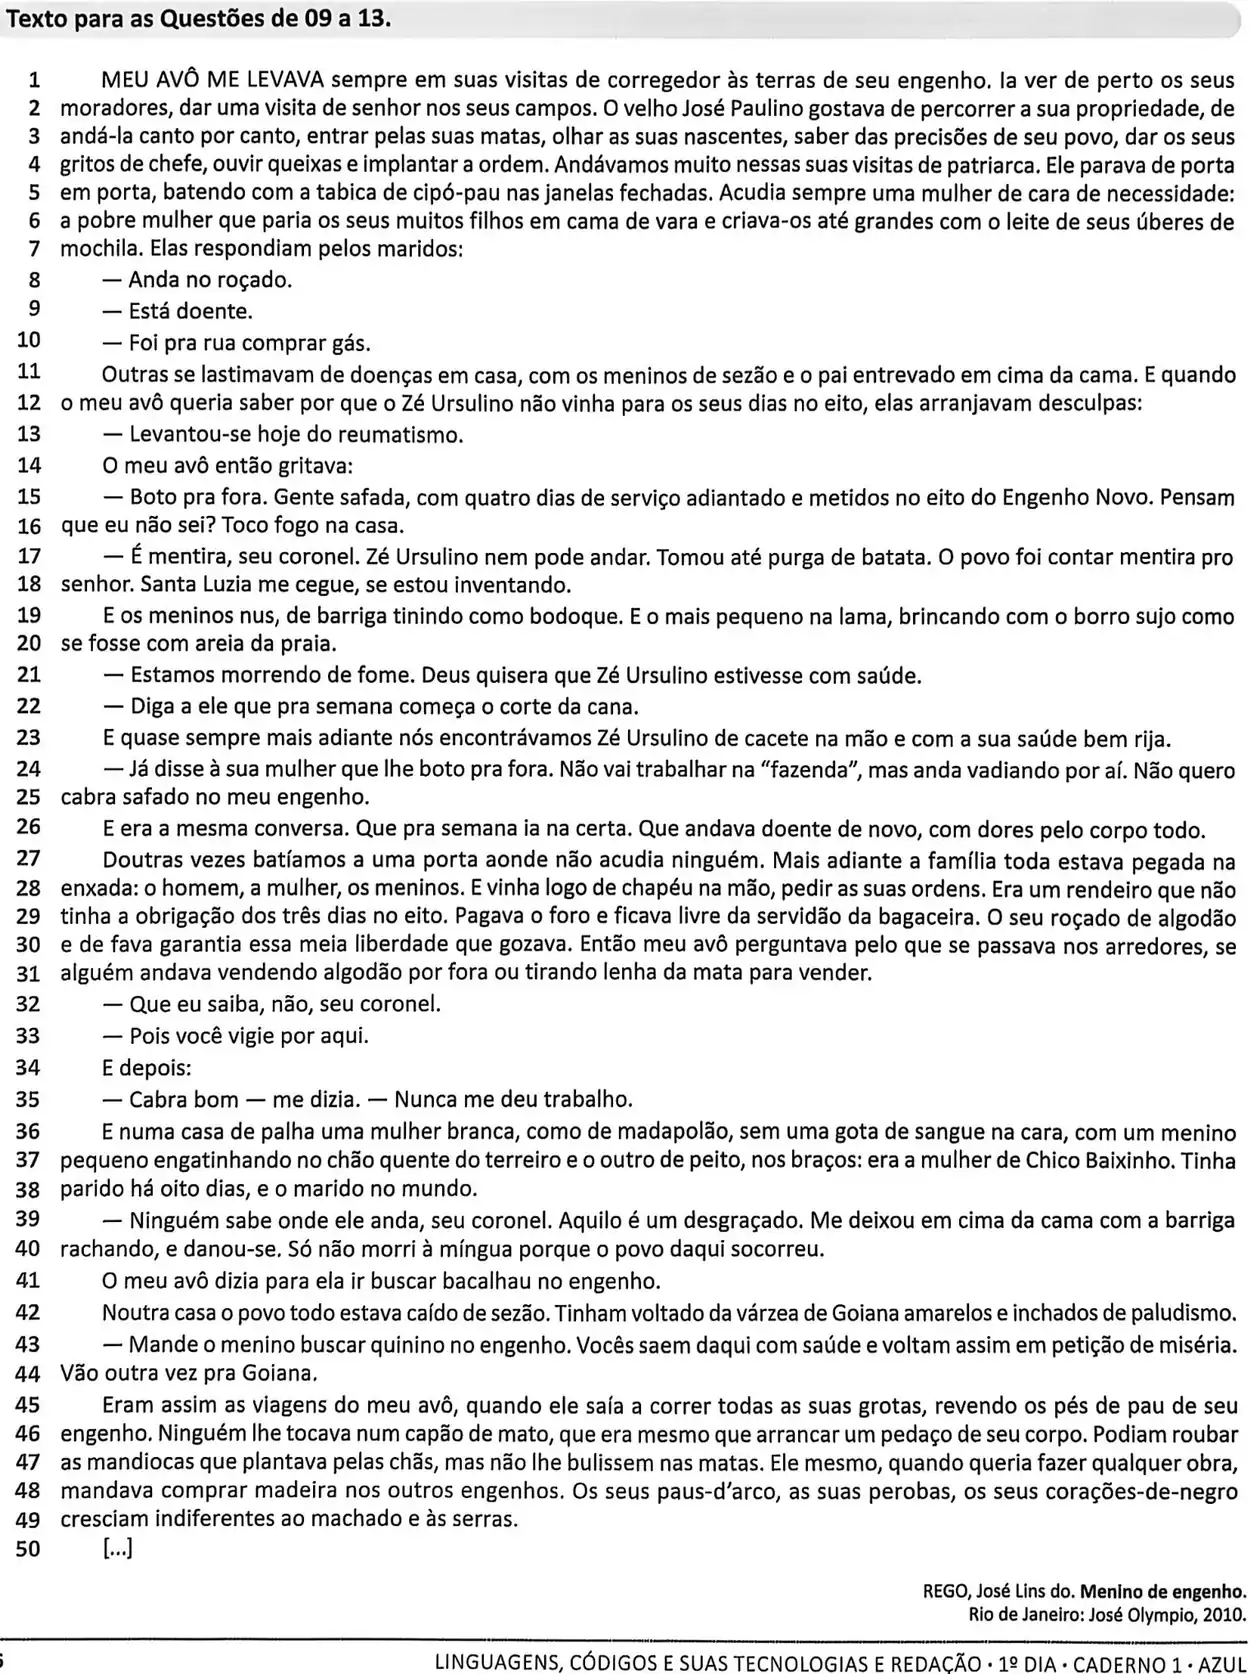 Texto para as Questões de 09 a 13.
1 MEU AVÔ ME LEVAVA sempre em suas visitas de corregedor às terras de seu engenho. Ia ver de perto os seus
2 moradores, dar uma visita de senhor nos seus campos. O velho José Paulino gostava de percorrer a sua propriedade, de
3 andá-la canto por canto, entrar pelas suas matas, olhar as suas nascentes, saber das precisões de seu povo, dar os seus
4 gritos de chefe, ouvir queixas e implantar a ordem. Andávamos muito nessas suas visitas de patriarca. Ele parava de porta
5 em porta, batendo com a tabica de cipó-pau nas janelas fechadas. Acudia sempre uma mulher de cara de necessidade:
6 a pobre mulher que paria os seus muitos filhos em cama de vara e criava-os até grandes com o leite de seus úberes de
7 mochila. Elas respondiam pelos maridos:
8 — Anda no roçado.
9 — Está doente.
10 — Foi pra rua comprar gás.
11 Outras se lastimavam de doenças em casa, com os meninos de sezão e o pai entrevado em cima da cama. E quando
12 o meu avô queria saber por que o Zé Ursulino não vinha para os seus dias no eito, elas arranjavam desculpas:
13 — Levantou-se hoje do reumatismo.
14 O meu avô então gritava:
15 — Boto pra fora. Gente safada, com quatro dias de serviço adiantado e metidos no eito do Engenho Novo. Pensam
16 que eu não sei? Toco fogo na casa.
17 — É mentira, seu coronel. Zé Ursulino nem pode andar. Tomou até purga de batata. O povo foi contar mentira pro
18 senhor. Santa Luzia me cegue, se estou inventando.
19 E os meninos nus, de barriga tinindo como bodoque. E o mais pequeno na lama, brincando com o borro sujo como
20 se fosse com areia da praia.
21 — Estamos morrendo de fome. Deus quisera que Zé Ursulino estivesse com saúde.
22 — Diga a ele que pra semana começa o corte da cana.
23 E quase sempre mais adiante nós encontrávamos Zé Ursulino de cacete na mão e com a sua saúde bem rija.
24 — Já disse à sua mulher que lhe boto pra fora. Não vai trabalhar na “fazenda”, mas anda vadiando por aí. Não quero
25 cabra safado no meu engenho.
26 E era a mesma conversa. Que pra semana ia na certa. Que andava doente de novo, com dores pelo corpo todo.
27 Doutras vezes batíamos a uma porta aonde não acudia ninguém. Mais adiante a família toda estava pegada na
28 enxada: o homem, a mulher, os meninos. E vinha logo de chapéu na mão, pedir as suas ordens. Era um rendeiro que não
29 tinha a obrigação dos três dias no eito. Pagava o foro e ficava livre da servidão da bagaceira. O seu roçado de algodão
30 e de fava garantia essa meia liberdade que gozava. Então meu avô perguntava pelo que se passava nos arredores, se
31 alguém andava vendendo algodão por fora ou tirando lenha da mata para vender.
32 — Que eu saiba, não, seu coronel.
33 — Pois você vigie por aqui.
34 E depois:
35 — Cabra bom — me dizia. — Nunca me deu trabalho.
36 E numa casa de palha uma mulher branca, como de madapolão, sem uma gota de sangue na cara, com um menino
37 pequeno engatinhando no chão quente do terreiro e o outro de peito, nos braços: era a mulher de Chico Baixinho. Tinha
38 parido há oito dias, e o marido no mundo.
39 — Ninguém sabe onde ele anda, seu coronel. Aquilo é um desgraçado. Me deixou em cima da cama com a barriga
40 rachando, e danou-se. Só não morri à míngua porque o povo daqui socorreu.
41 O meu avô dizia para ela ir buscar bacalhau no engenho.
42 Noutra casa o povo todo estava caído de sezão. Tinham voltado da várzea de Goiana amarelos e inchados de paludismo.
43 — Mande o menino buscar quinino no engenho. Vocês saem daqui com saúde e voltam assim em petição de miséria.
44 Vão outra vez pra Goiana.
45 Eram assim as viagens do meu avô, quando ele saía a correr todas as suas grotas, revendo os pés de pau de seu
46 engenho. Ninguém lhe tocava num capão de mato, que era mesmo que arrancar um pedaço de seu corpo. Podiam roubar
47 as mandiocas que plantava pelas chãs, mas não lhe bulissem nas matas. Ele mesmo, quando queria fazer qualquer obra,
48 mandava comprar madeira nos outros engenhos. Os seus paus-d’arco, as suas perobas, os seus corações-de-negro
49 cresciam indiferentes ao machado e às serras.
50 [...]
REGO, José Lins do. Menino de engenho.
Rio de Janeiro: José Olympio, 2010.
LINGUAGENS, CÓDIGOS E SUAS TECNOLOGIAS E REDAÇÃO • 1º DIA • CADERNO 1 • AZUL